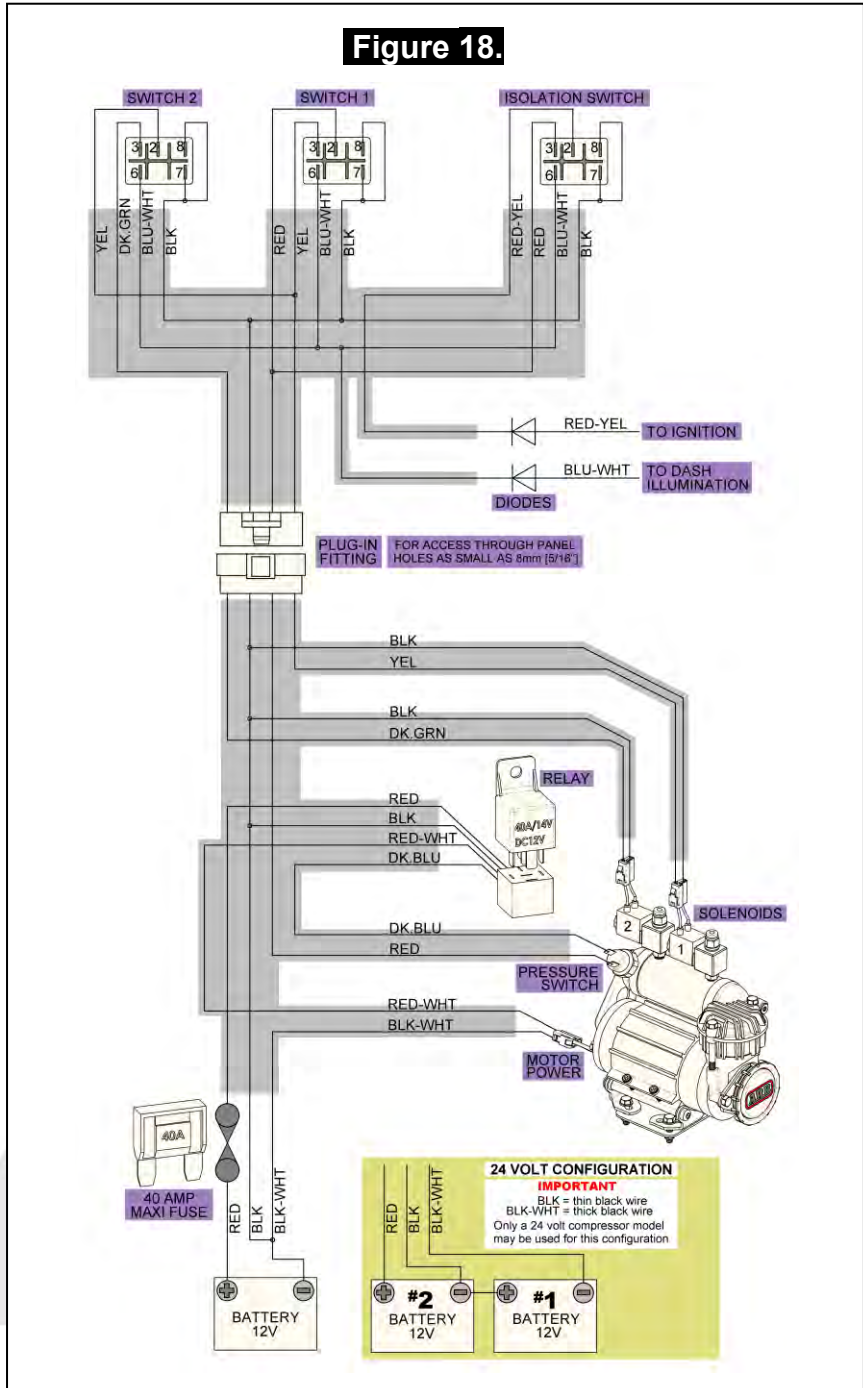 Figure 18.
SWITCH 2
SWITCH 1
ISOLATION SWITCH
3 2 8
6 7
3 2 8
6 7
3 2 8
6 7
YEL
DK.GRN
BLU-WHT
BLK
RED
YEL
BLU-WHT
BLK
RED-YEL
RED
BLU-WHT
BLK
RED-YEL
TO IGNITION
BLU-WHT
TO DASH
ILLUMINATION
DIODES
PLUG-IN
FITTING
FOR ACCESS THROUGH PANEL
HOLES AS SMALL AS 8mm [5/16"]
BLK
YEL
BLK
DK.GRN
RELAY
40A/14V
DC12V
RED
BLK
RED-WHT
DK.BLU
SOLENOIDS
2
1
DK.BLU
RED
PRESSURE
SWITCH
RED-WHT
BLK-WHT
MOTOR
POWER
ARB
40A
40 AMP
MAXI FUSE
RED
BLK
BLK-WHT
+ −
BATTERY
12V
24 VOLT CONFIGURATION
IMPORTANT
BLK = thin black wire
BLK-WHT = thick black wire
Only a 24 volt compressor model
may be used for this configuration
RED
BLK
BLK-WHT
+ #2 −
BATTERY
12V
+ #1 −
BATTERY
12V